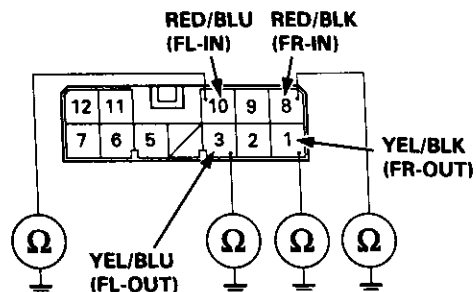 RED/BLU RED/BLK
(FL-IN) (FR-IN)
12 11 10 9 8
7 6 5 3 2 1
YEL/BLK
(FR-OUT)
Ω Ω Ω Ω
YEL/BLU
(FL-OUT)